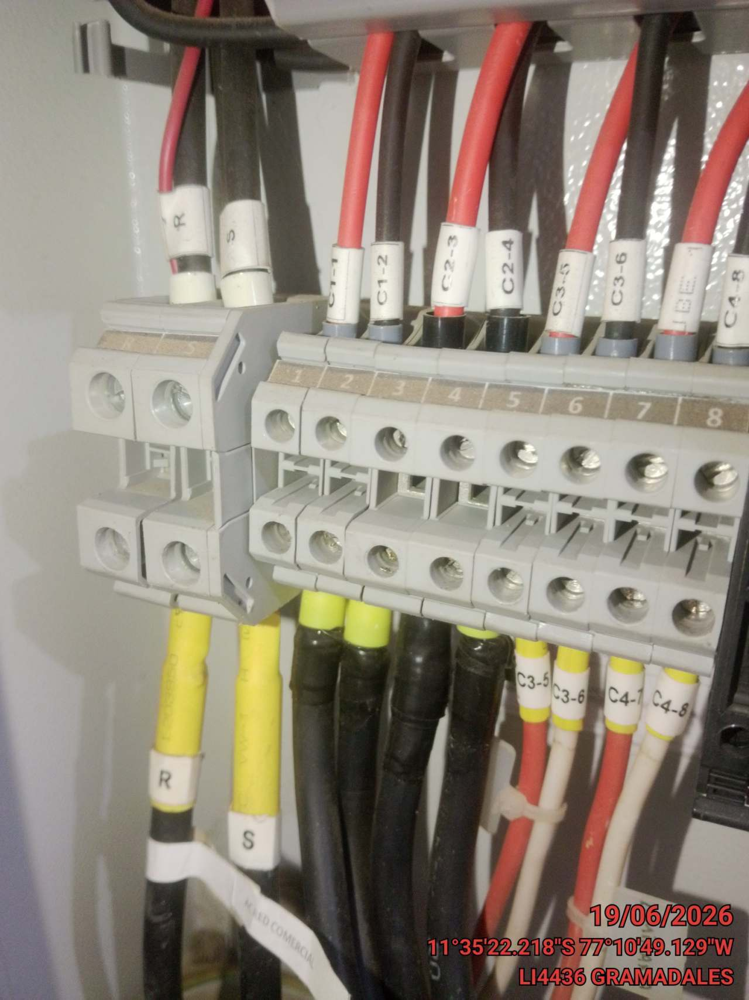 R
S
C1-1
C1-2
C2-3
C2-4
C3-5
C3-6
C4-8
S
1
2
3
4
5
6
7
8
C3-5
C3-6
C4-7
C4-8
R
S
COMERCIAL
19/06/2026
11°35'22.218"S 77°10'49.129"W
LI4436 GRAMADALES